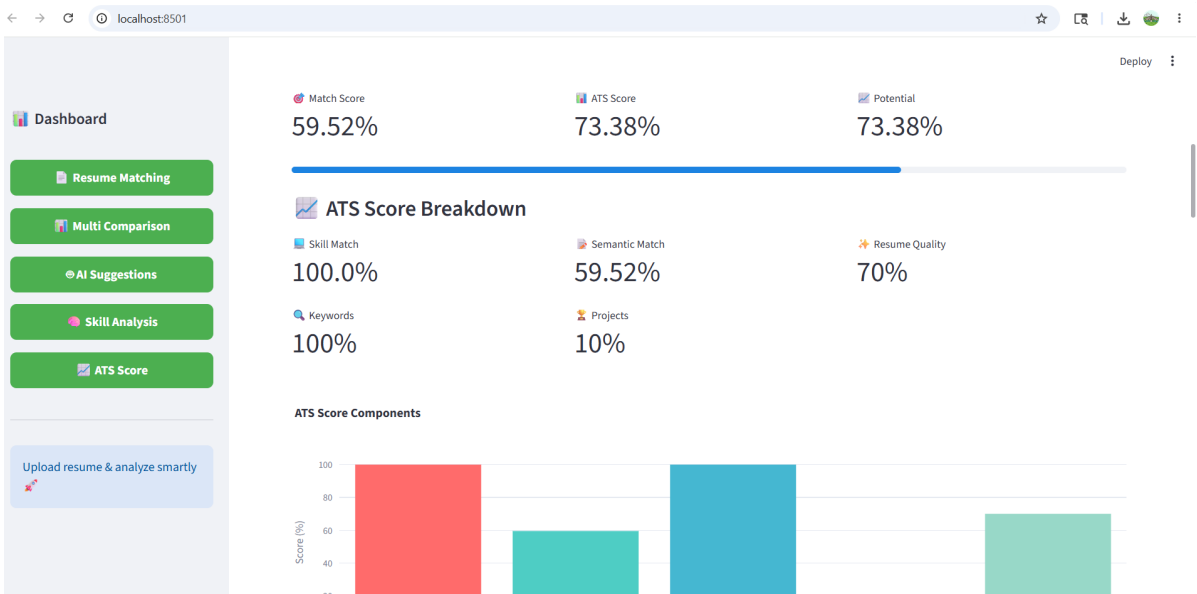 localhost:8501
Deploy
Dashboard
Resume Matching
Multi Comparison
AI Suggestions
Skill Analysis
ATS Score
Upload resume & analyze smartly
Match Score
59.52%
ATS Score
73.38%
Potential
73.38%
ATS Score Breakdown
Skill Match
100.0%
Semantic Match
59.52%
Resume Quality
70%
Keywords
100%
Projects
10%
ATS Score Components
Score (%)
100
80
60
40